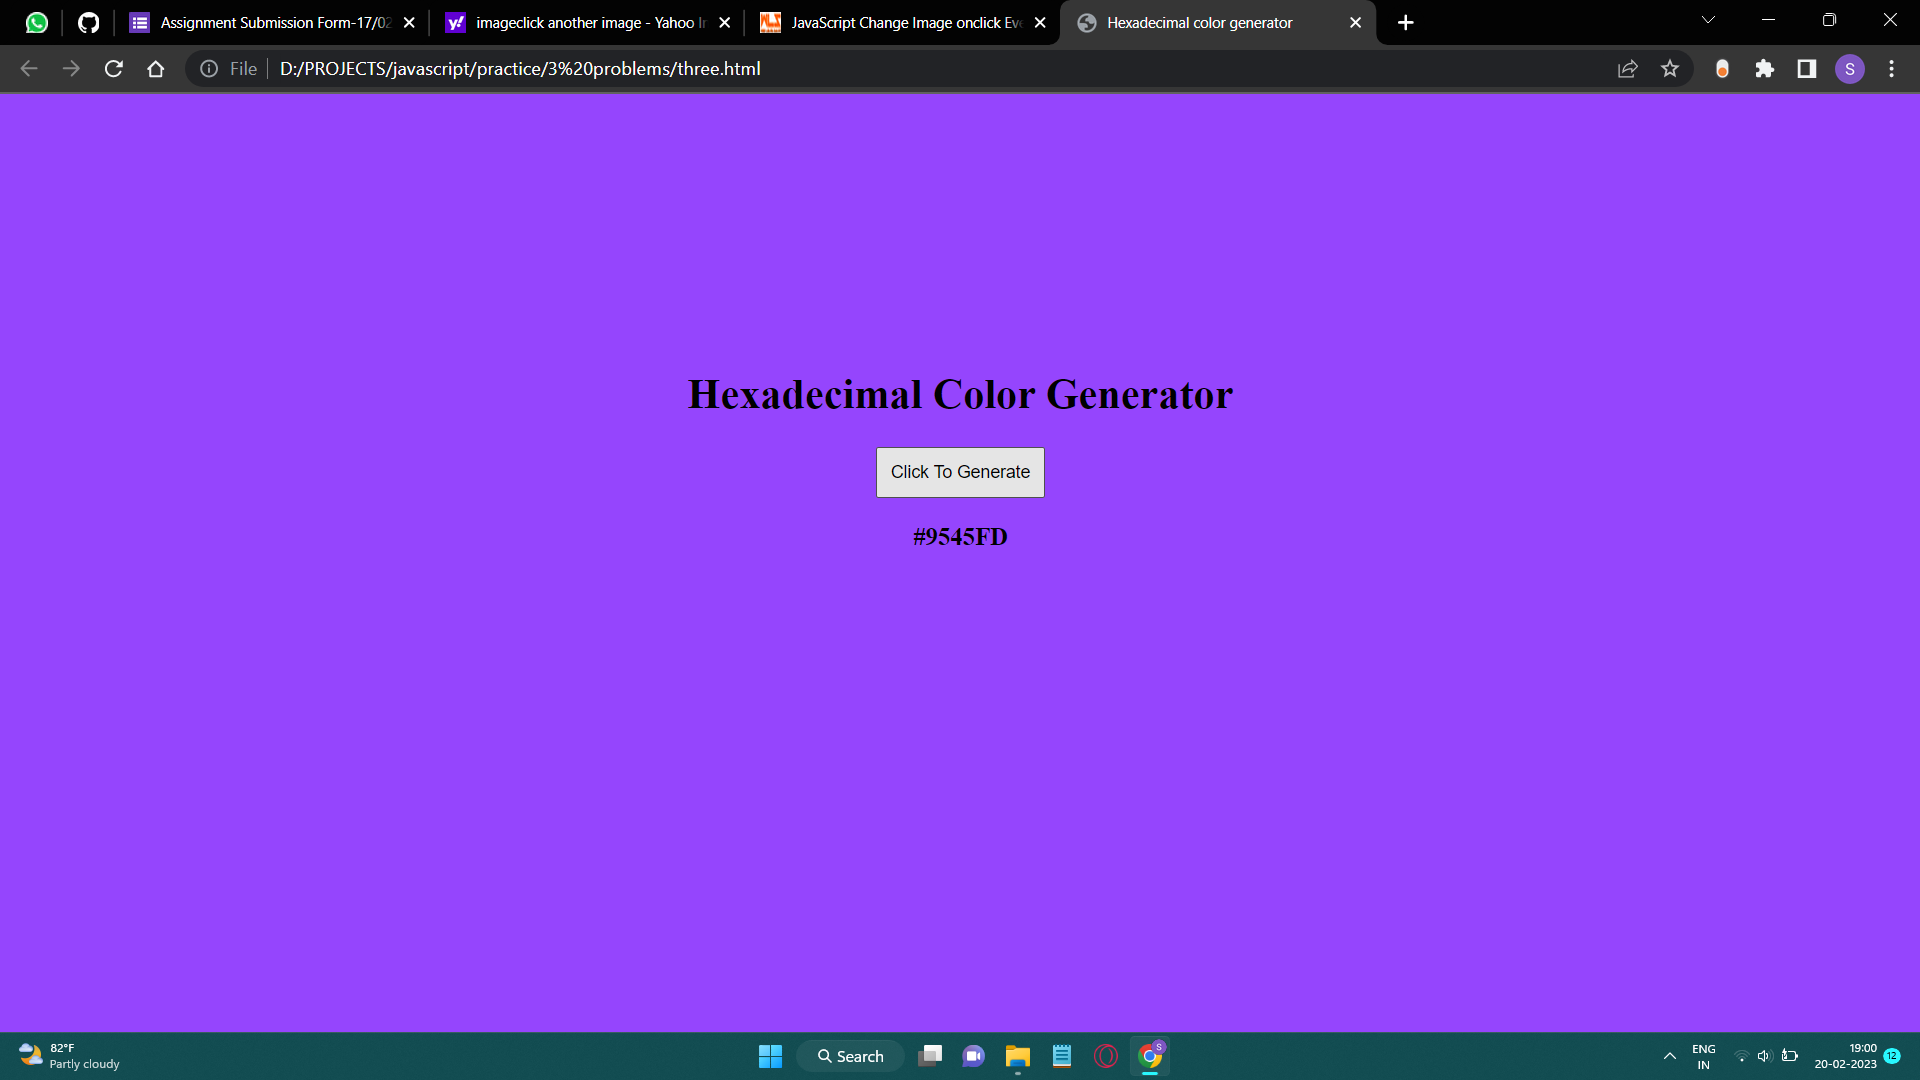 Assignment Submission Form-17/02
imageclick another image - Yahoo I
JavaScript Change Image onclick Eve
Hexadecimal color generator
File
D:/PROJECTS/javascript/practice/3%20problems/three.html
S
Hexadecimal Color Generator
Click To Generate
#9545FD
82°F
Partly cloudy
Search
S
ENG
IN
19:00
20-02-2023
12